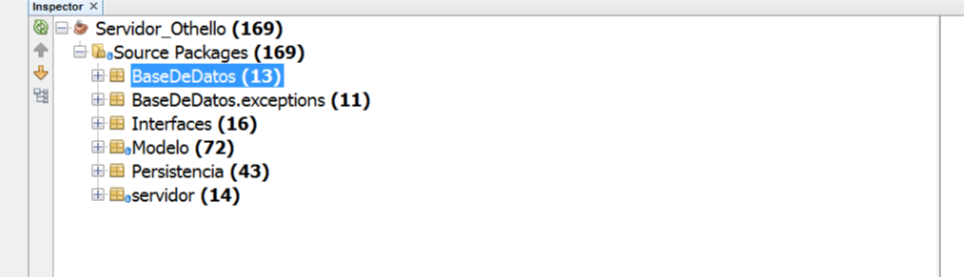 Inspector ×
Servidor_Othello (169)
Source Packages (169)
BaseDeDatos (13)
BaseDeDatos.exceptions (11)
Interfaces (16)
Modelo (72)
Persistencia (43)
servidor (14)